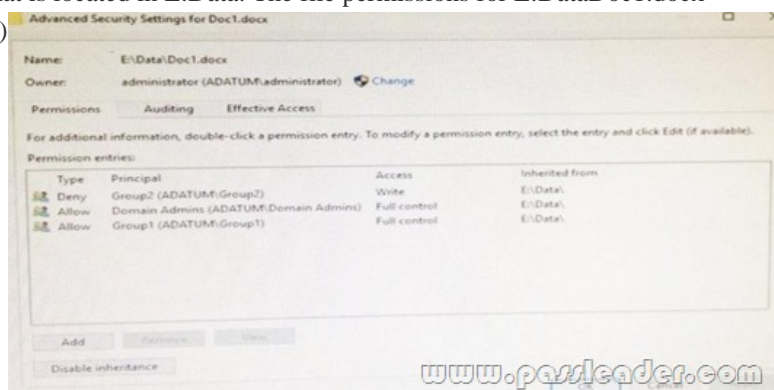 that is located in E:\Data. The file permissions for E:\DataDoc1.docx
)
Advanced Security Settings for Doc1.docx
Name: E:\Data\Doc1.docx
Owner: administrator (ADATUM\administrator) Change
Permissions Auditing Effective Access
For additional information, double-click a permission entry. To modify a permission entry, select the entry and click Edit (if available).
Permission entries:
Type Principal Access Inherited from
Deny Group2 (ADATUM\Group2) Write E:\Data\
Allow Domain Admins (ADATUM\Domain Admins) Full control E:\Data\
Allow Group1 (ADATUM\Group1) Full control E:\Data\
Add Remove View
Disable inheritance
www.passleader.com